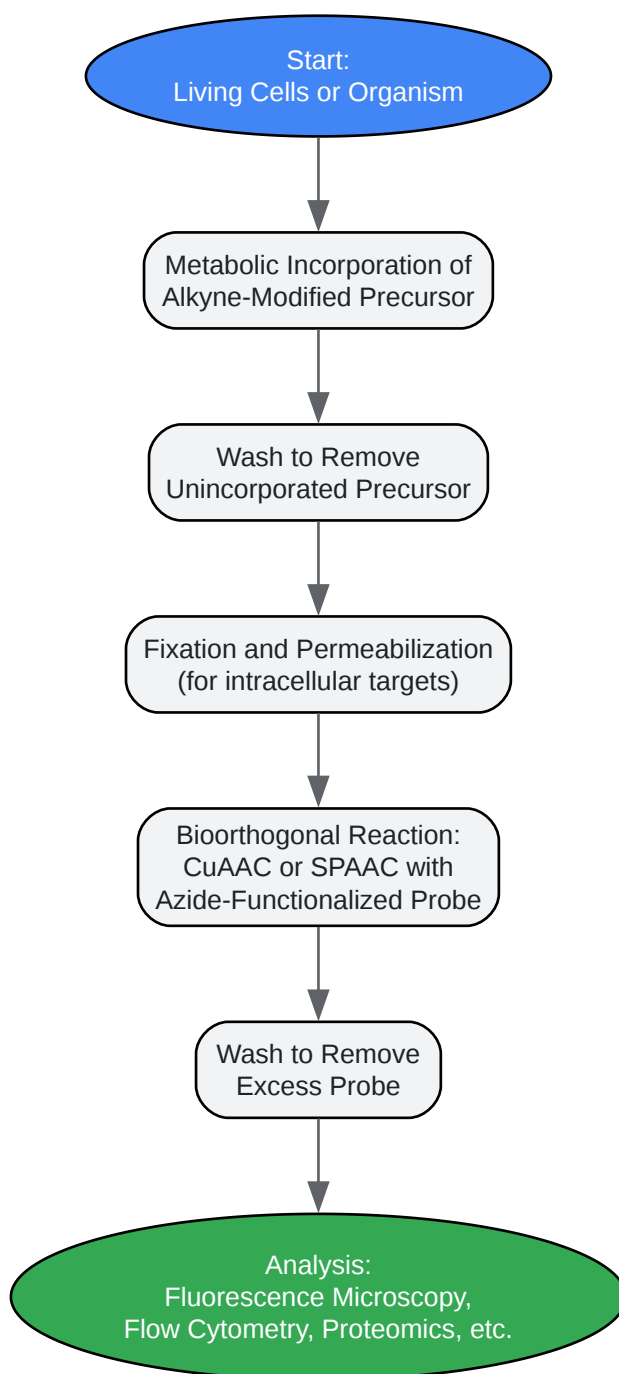 Start:
Living Cells or Organism
Metabolic Incorporation of
Alkyne-Modified Precursor
Wash to Remove
Unincorporated Precursor
Fixation and Permeabilization
(for intracellular targets)
Bioorthogonal Reaction:
CuAAC or SPAAC with
Azide-Functionalized Probe
Wash to Remove
Excess Probe
Analysis:
Fluorescence Microscopy,
Flow Cytometry, Proteomics, etc.